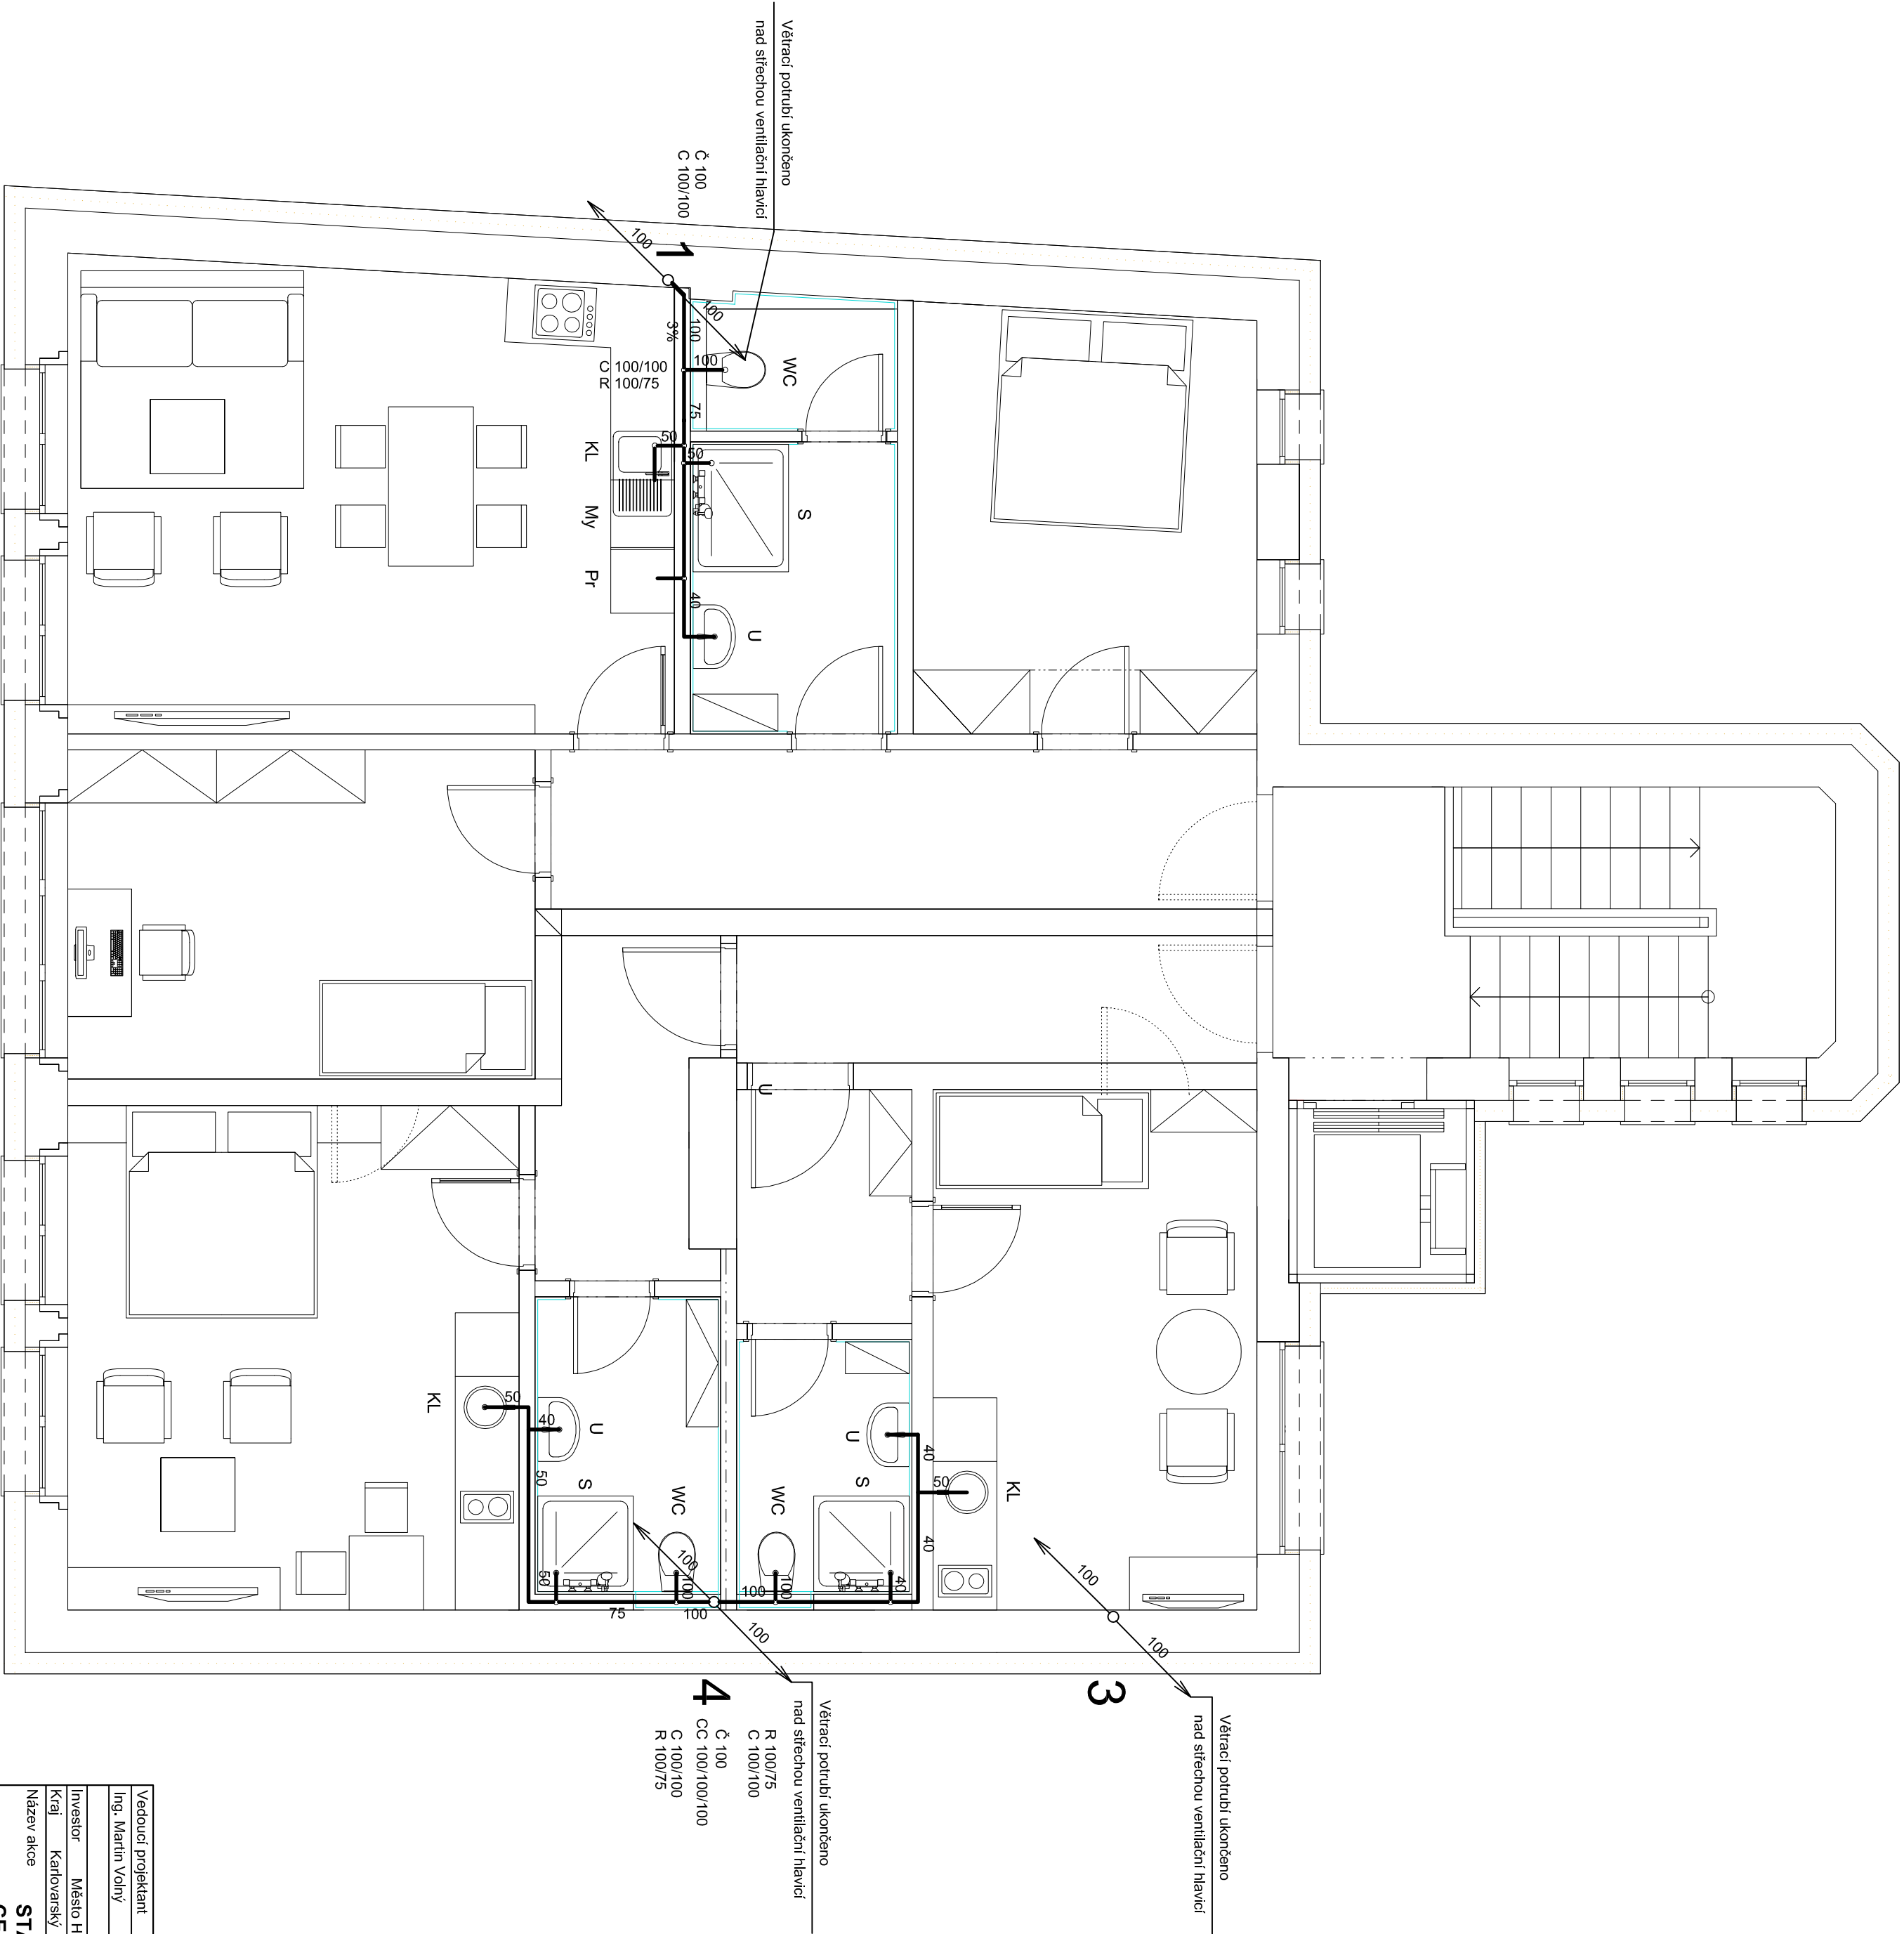 Větrací potrubí ukončeno
nad střechou ventilační hlavicí
Č 100
C 100/100
1
100
100
100
3%
100
C 100/100
R 100/75
75
50
50
40
WC
S
U
KL
My
Pr
U
KL
50
40
50
U
S
WC
50
75
100
100
100
100
WC
S
U
100
100
40
40
50
40
KL
100
100
3
Větrací potrubí ukončeno
nad střechou ventilační hlavicí
4
Větrací potrubí ukončeno
nad střechou ventilační hlavicí
R 100/75
C 100/100
Č 100
CC 100/100/100
C 100/100
R 100/75
Vedoucí projektant
Ing. Martin Volný
Investor Město H
Kraj Karlovarský
Název akce